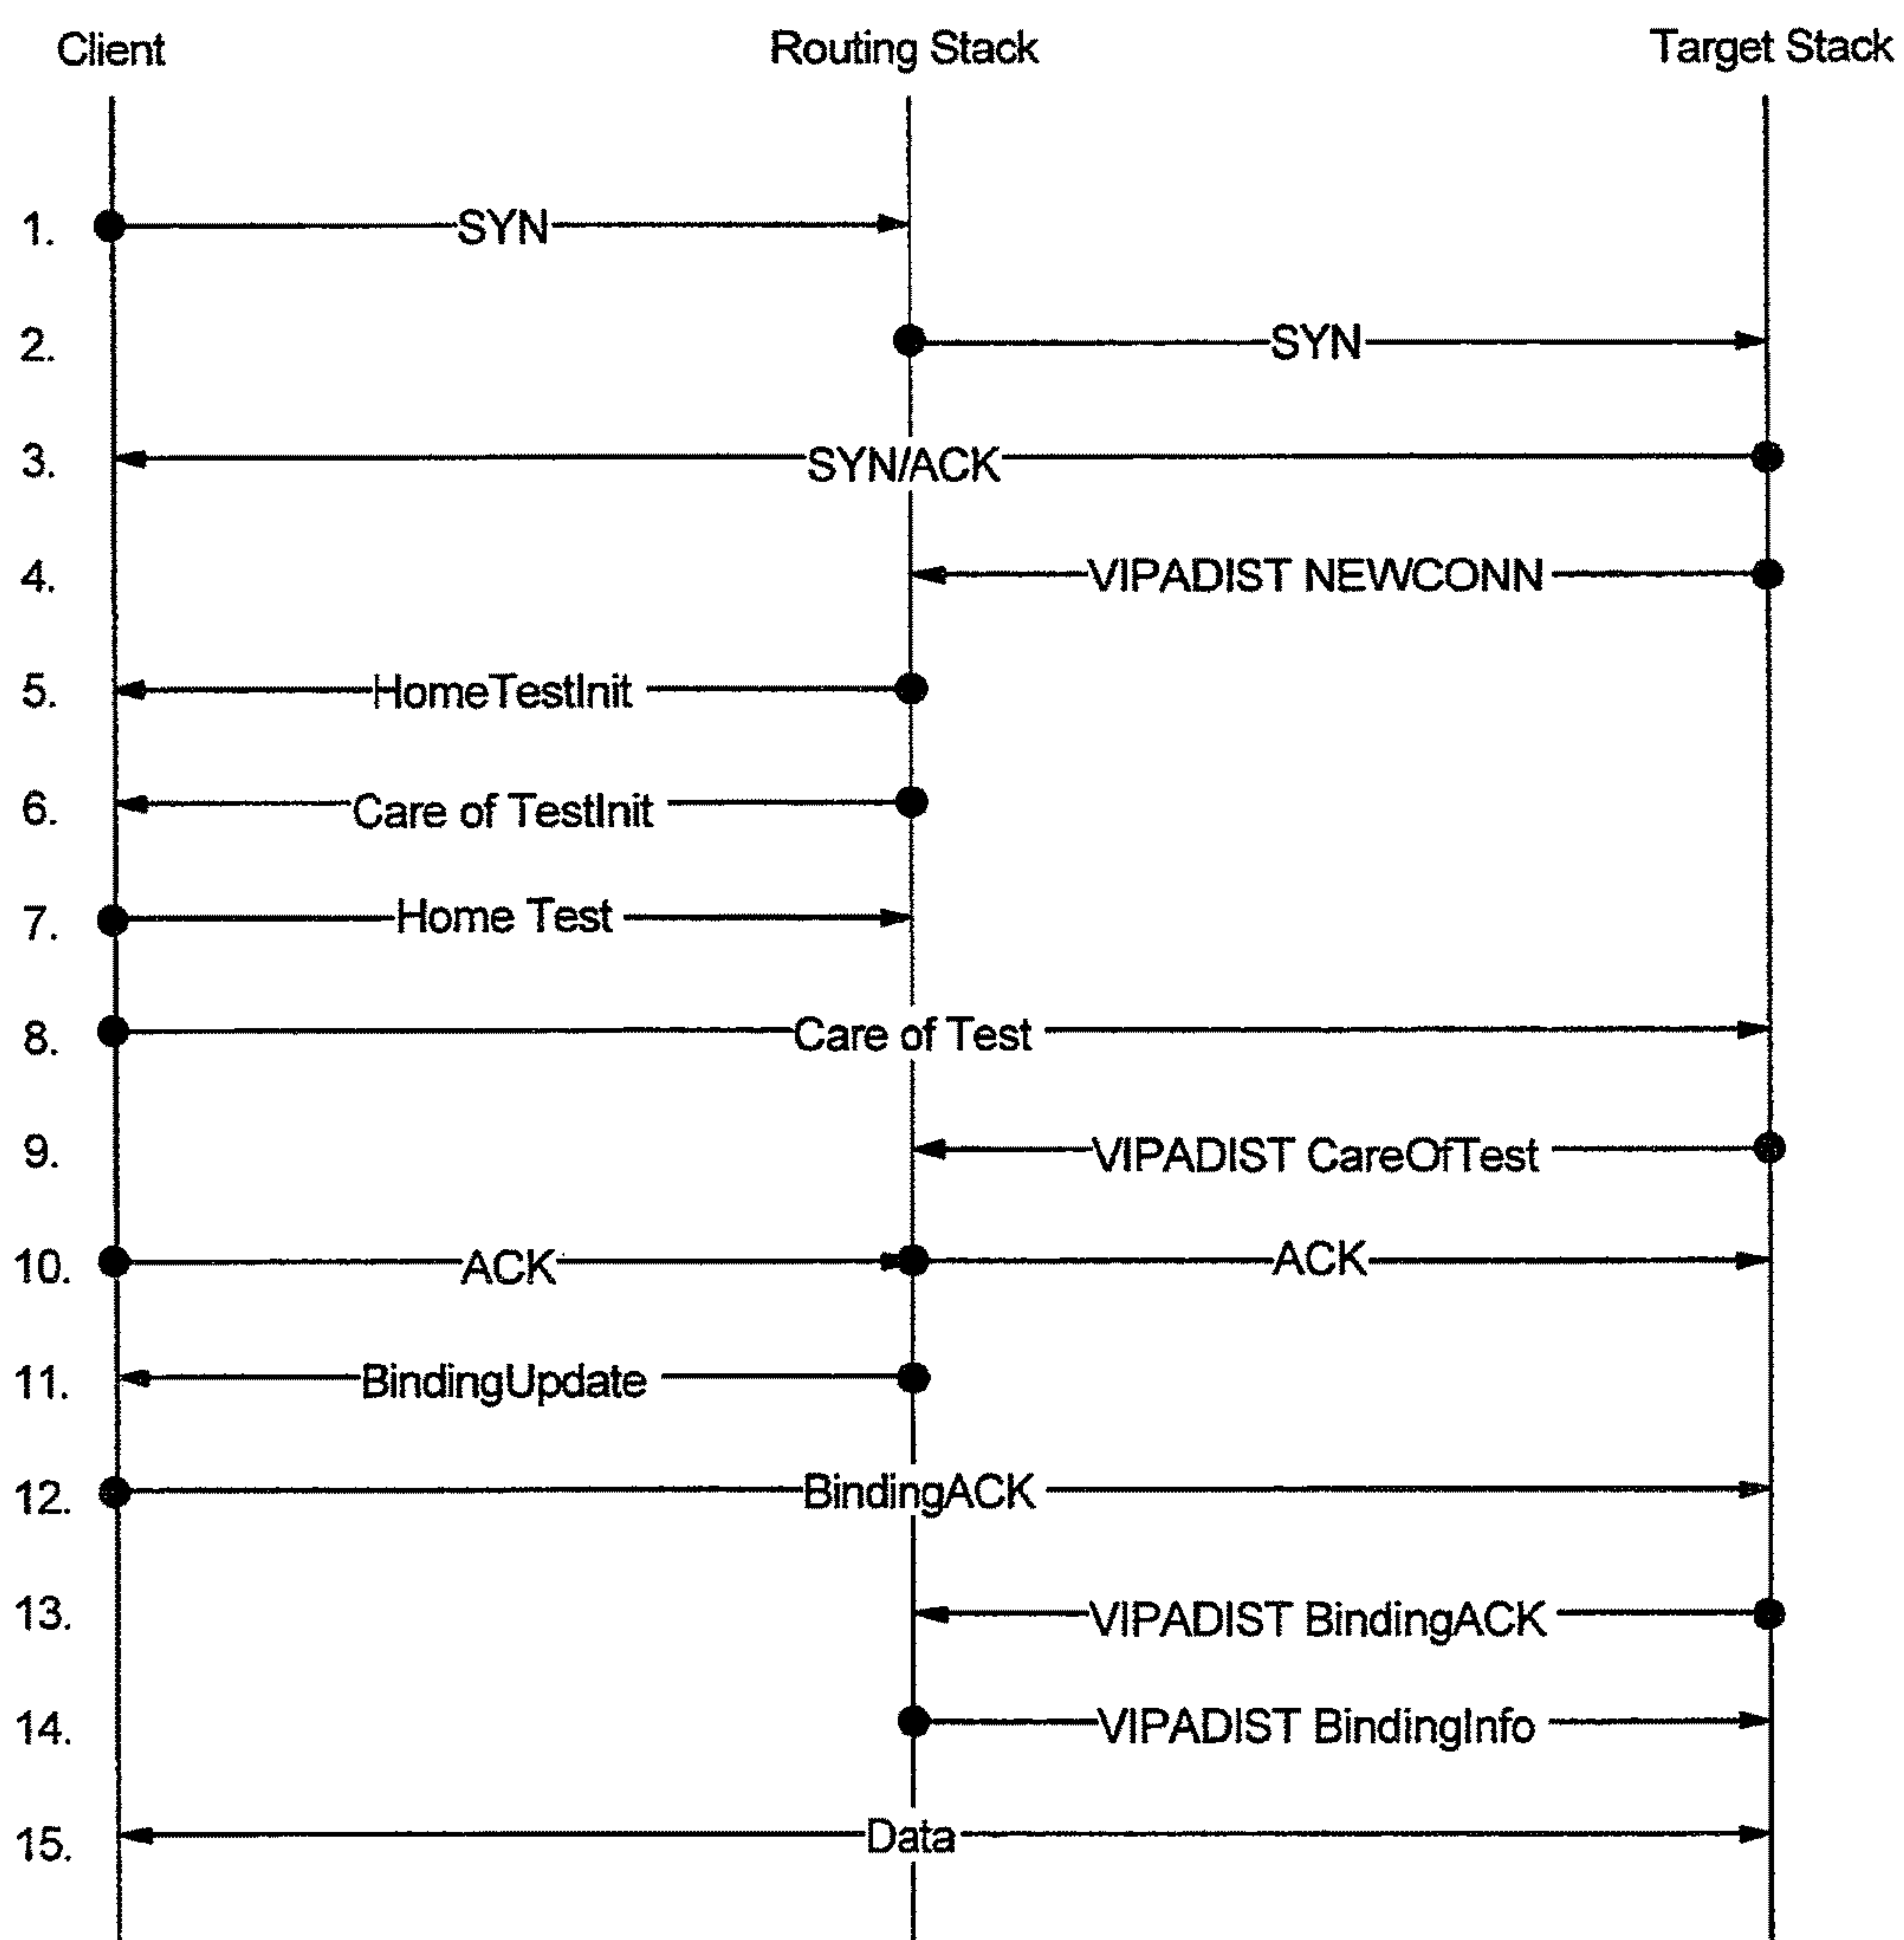 Client Routing Stack Target Stack
1. SYN
2. SYN
3. SYN/ACK
4. VIPADIST NEWCONN
5. HomeTestInit
6. Care of TestInit
7. Home Test
8. Care of Test
9. VIPADIST CareOfTest
10. ACK ACK
11. BindingUpdate
12. BindingACK
13. VIPADIST BindingACK
14. VIPADIST BindingInfo
15. Data